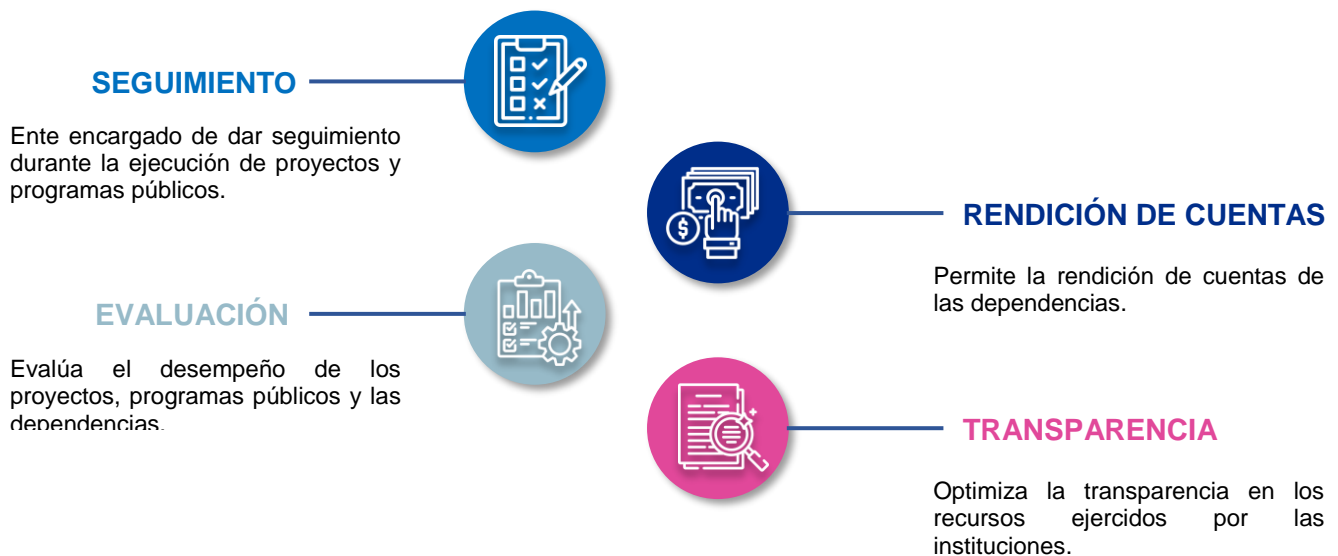 SEGUIMIENTO
Ente encargado de dar seguimiento
durante la ejecución de proyectos y
programas públicos.
RENDICIÓN DE CUENTAS
Permite la rendición de cuentas de
las dependencias.
EVALUACIÓN
Evalúa el desempeño de los
proyectos, programas públicos y las
dependencias.
TRANSPARENCIA
Optimiza la transparencia en los
recursos ejercidos por las
instituciones.